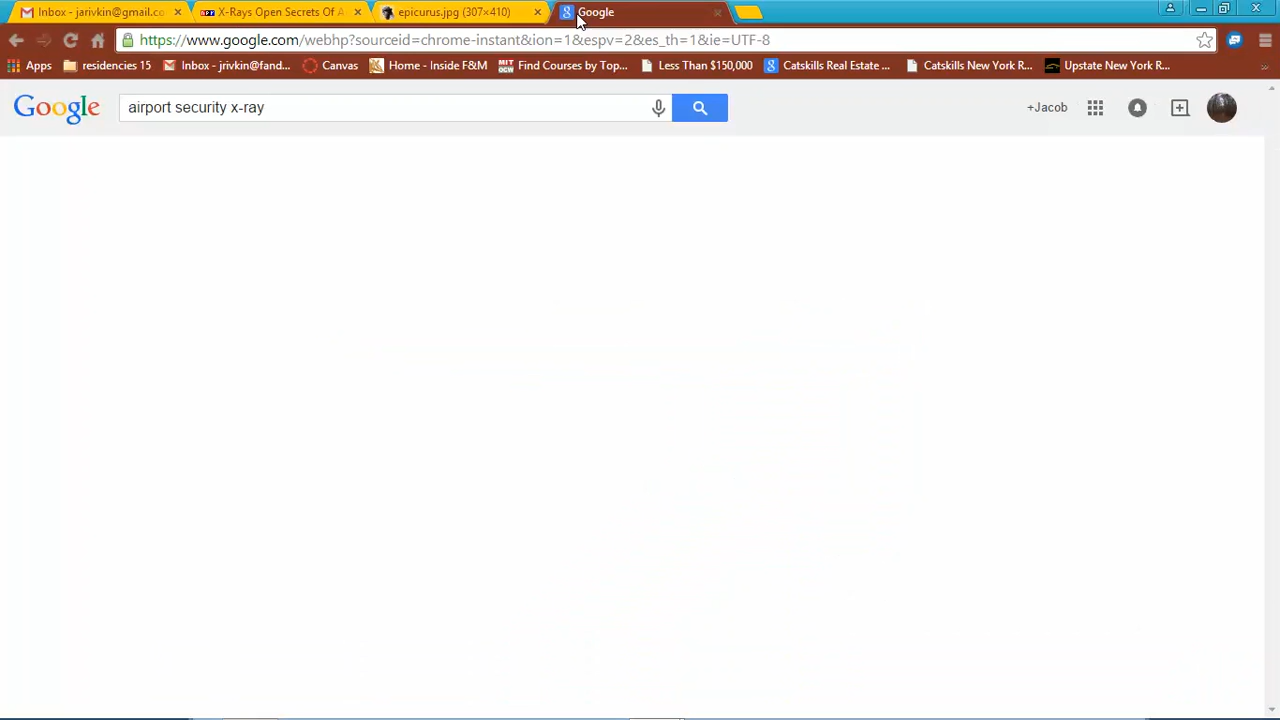 Inbox - jarivkin@gmail.co
X-Rays Open Secrets Of A
epicurus.jpg (307×410)
Google
https://www.google.com/webhp?sourceid=chrome-instant&ion=1&espv=2&es_th=1&ie=UTF-8
Apps residencies 15 Inbox - jrivkin@fand... Canvas Home - Inside F&M MIT OCW Find Courses by Top... Less Than $150,000 Catskills Real Estate ... Catskills New York R... Upstate New York R...
Google airport security x-ray +Jacob